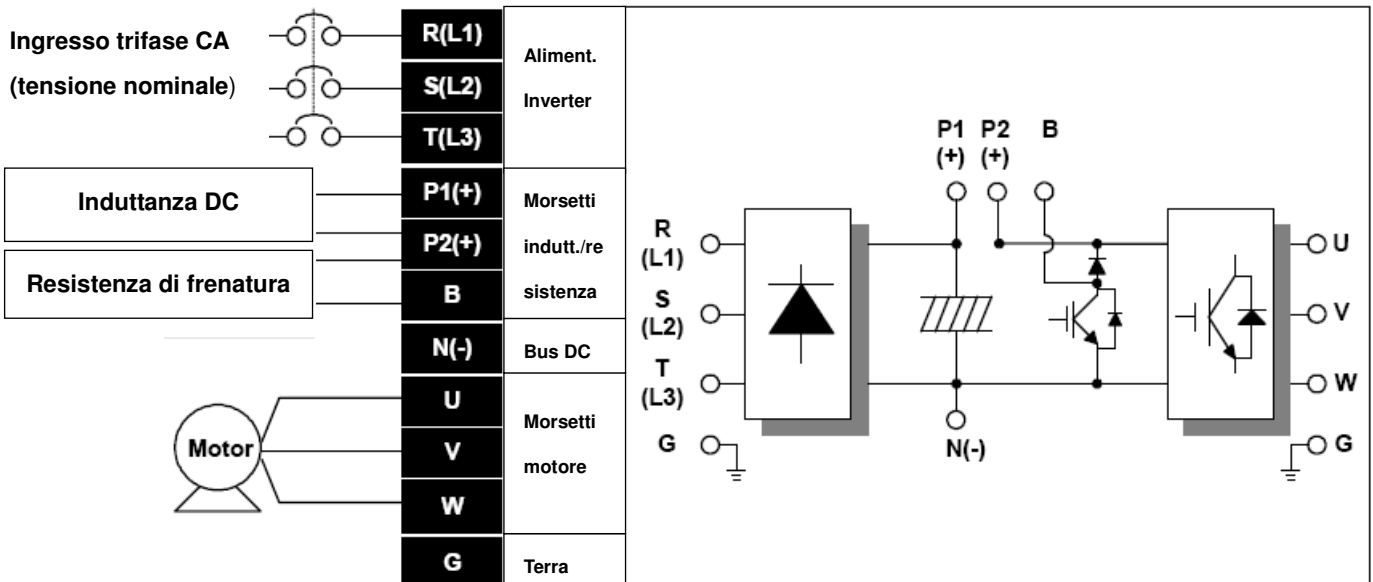 Ingresso trifase CA
(tensione nominale)
R(L1)
S(L2)
T(L3)
Aliment.
Inverter
Induttanza DC
Resistenza di frenatura
P1(+)
P2(+)
B
Morsetti
indutt./re
sistenza
N(-)
Bus DC
Motor
U
V
W
Morsetti
motore
G
Terra
P1 P2 B
(+) (+)
R
(L1)
S
(L2)
T
(L3)
G
N(-)
U
V
W
G